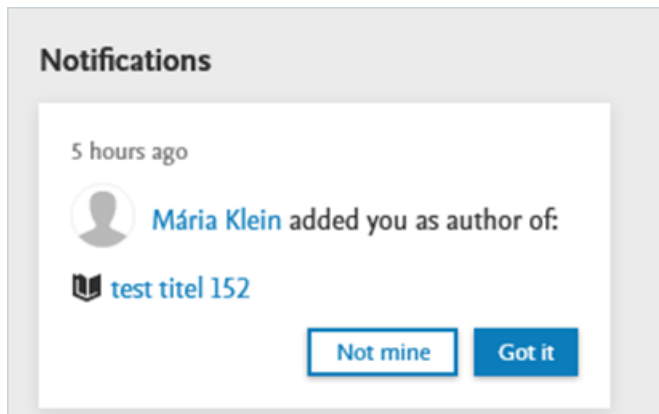 Notifications
5 hours ago
Mária Klein added you as author of:
test titel 152
Not mine
Got it